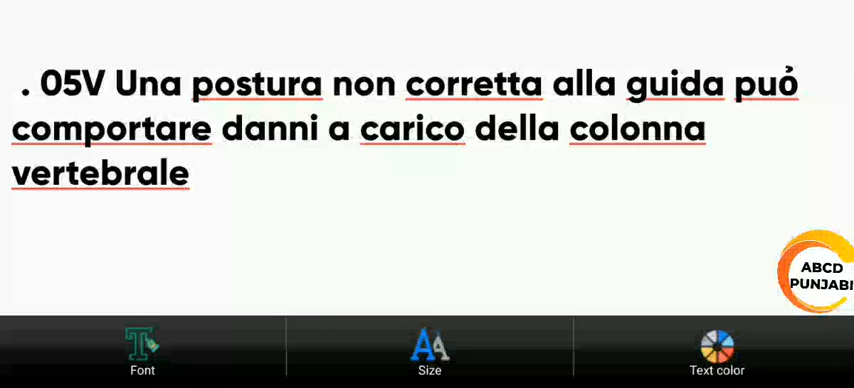 . 05V Una postura non corretta alla guida puỏ
comportare danni a carico della colonna
vertebrale
ABCD
PUNJABI
Font
Size
Text color